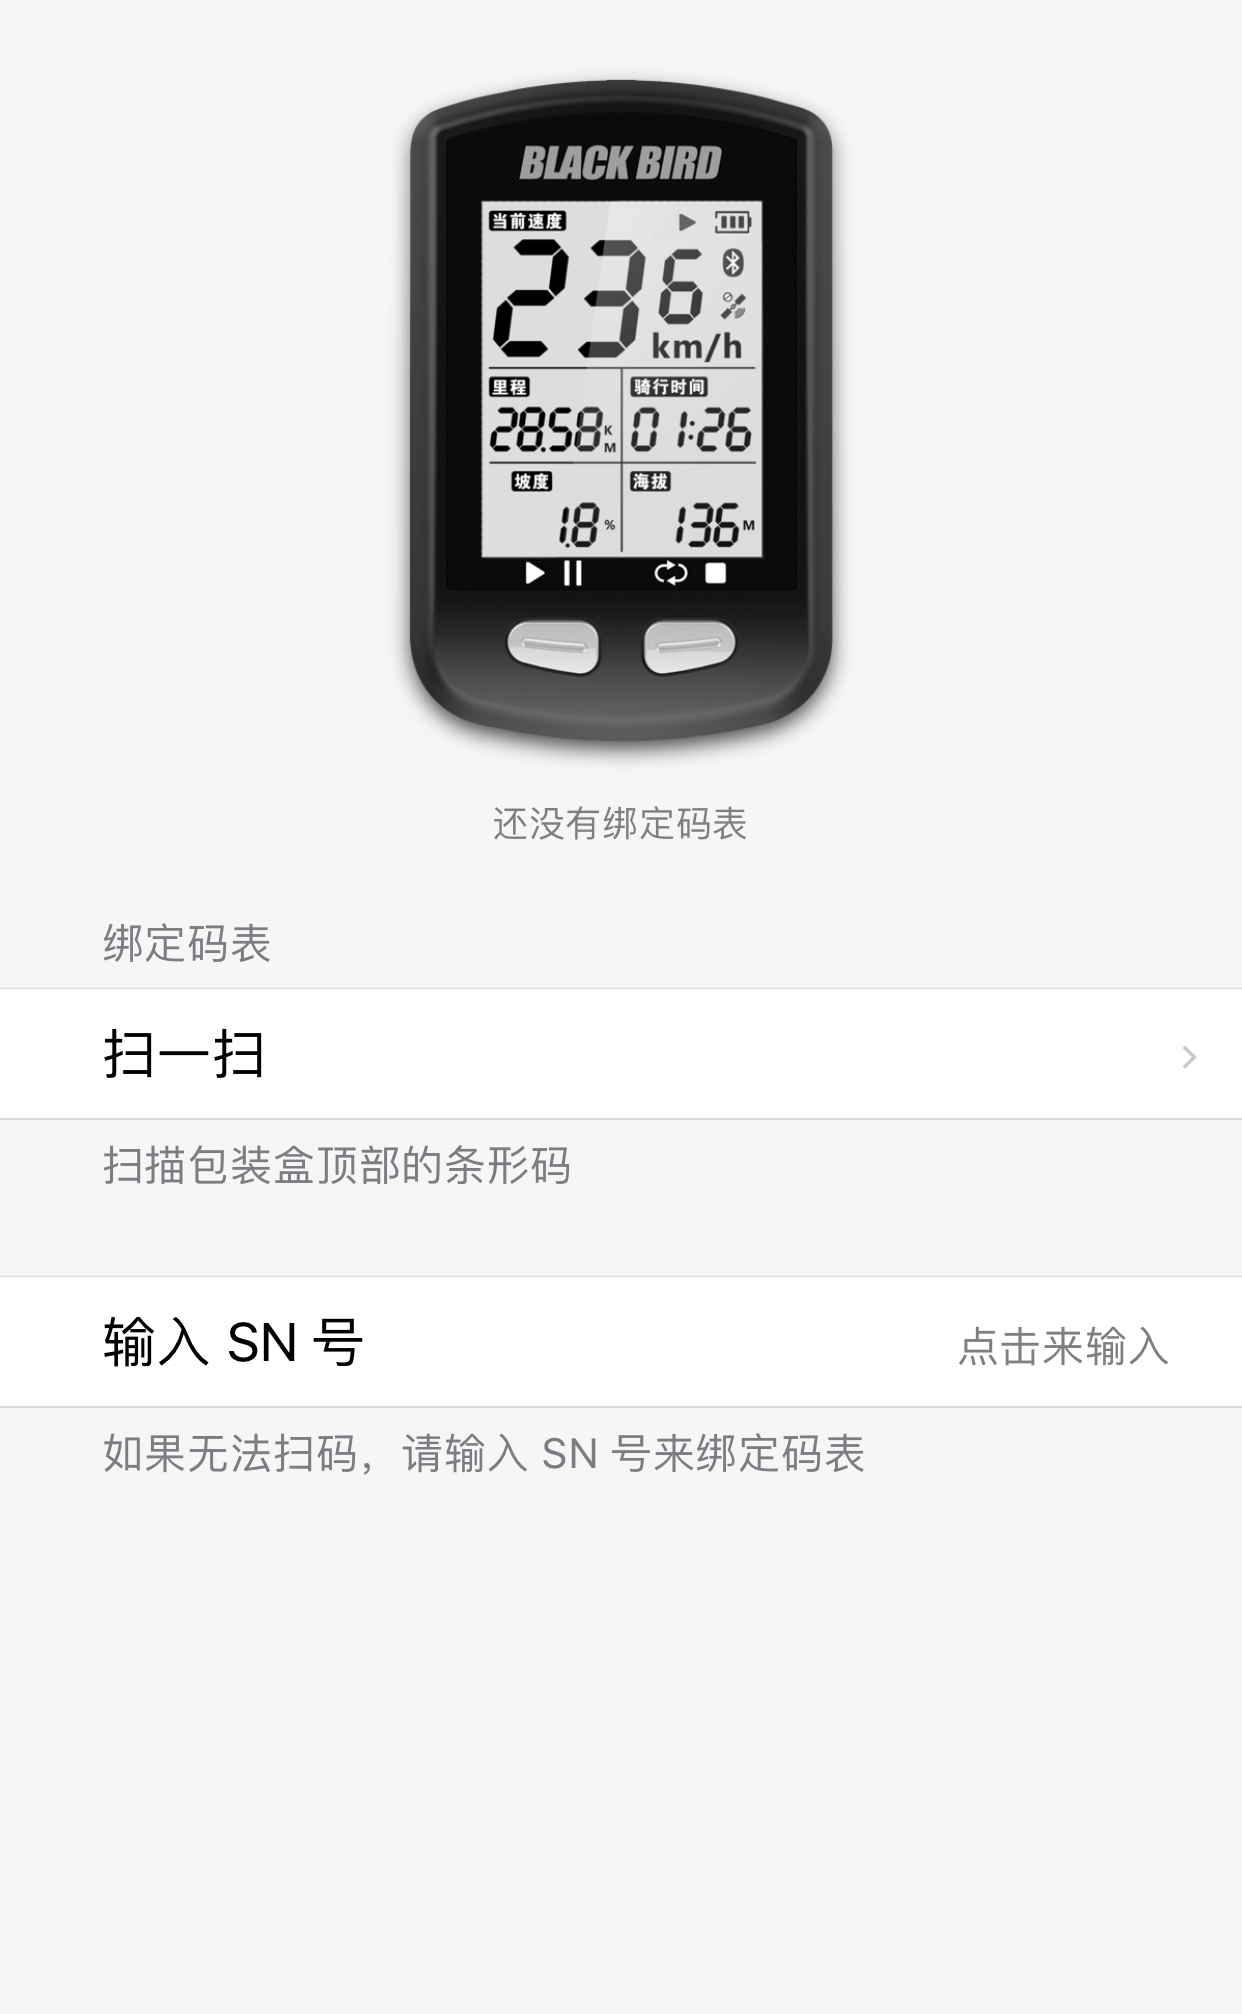 BLACK BIRD
当前速度
236
km/h
里程
骑行时间
28.58 KM
01:26
坡度
海拔
1.8 %
136 M
还没有绑定码表
绑定码表
扫一扫
扫描包装盒顶部的条形码
输入 SN 号
点击来输入
如果无法扫码，请输入 SN 号来绑定码表